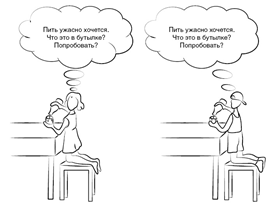 Пить ужасно хочется.
Что это в бутылке?
Попробовать?
Пить ужасно хочется.
Что это в бутылке?
Попробовать?